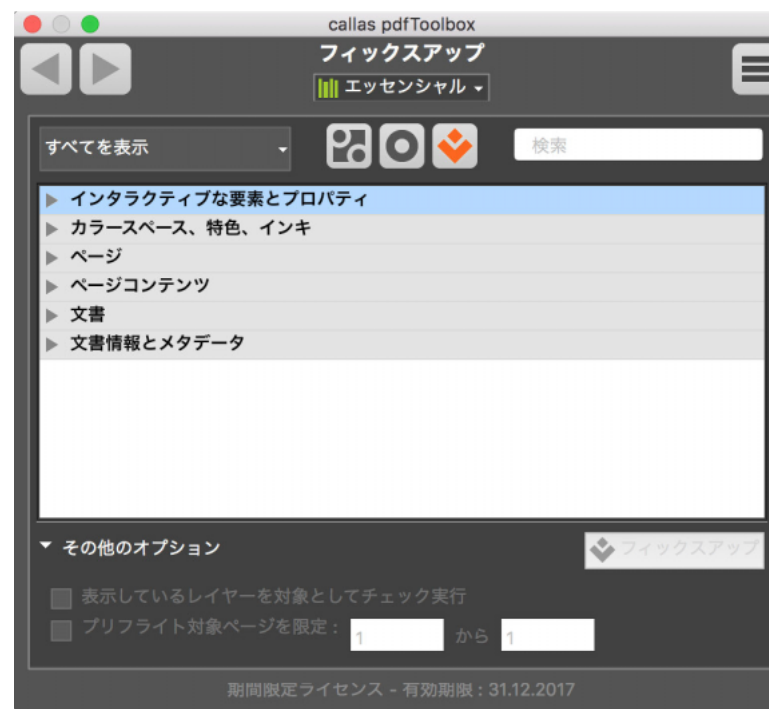 callas pdfToolbox
フィックスアップ
エッセンシャル
すべてを表示
検索
インタラクティブな要素とプロパティ
カラースペース、特色、インキ
ページ
ページコンテンツ
文書
文書情報とメタデータ
その他のオプション
フィックスアップ
表示しているレイヤーを対象としてチェック実行
プリフライト対象ページを限定： 1 から 1
期間限定ライセンス - 有効期限 : 31.12.2017